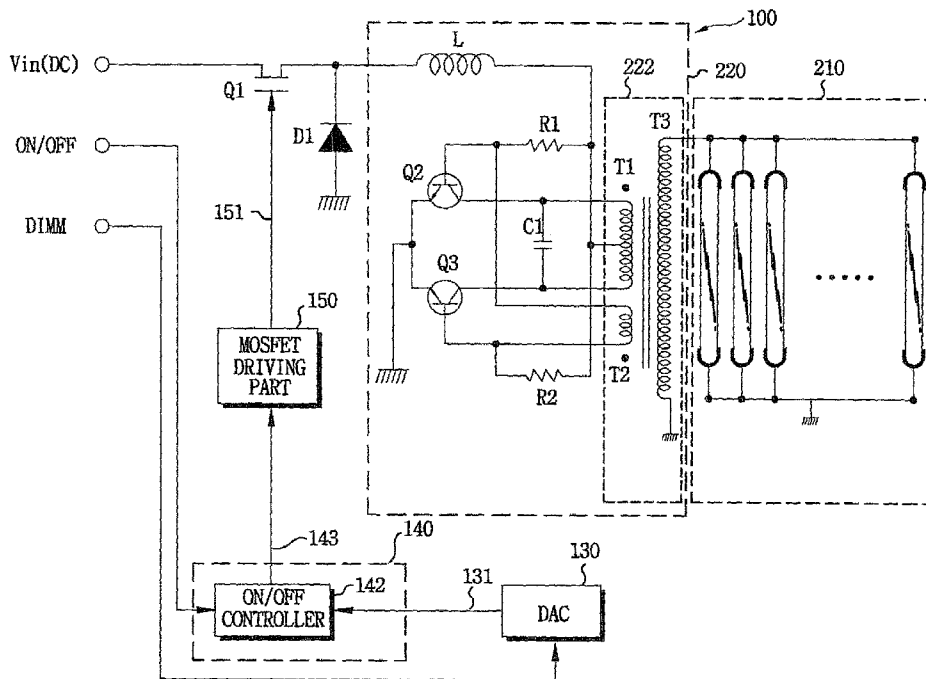 100
L
222
220
210
Vin(DC)
Q1
T3
D1
R1
ON/OFF
Q2
T1
151
C1
DIMM
Q3
.....
150
MOSFET
DRIVING
PART
T2
R2
143
140
130
ON/OFF
CONTROLLER
142
131
DAC